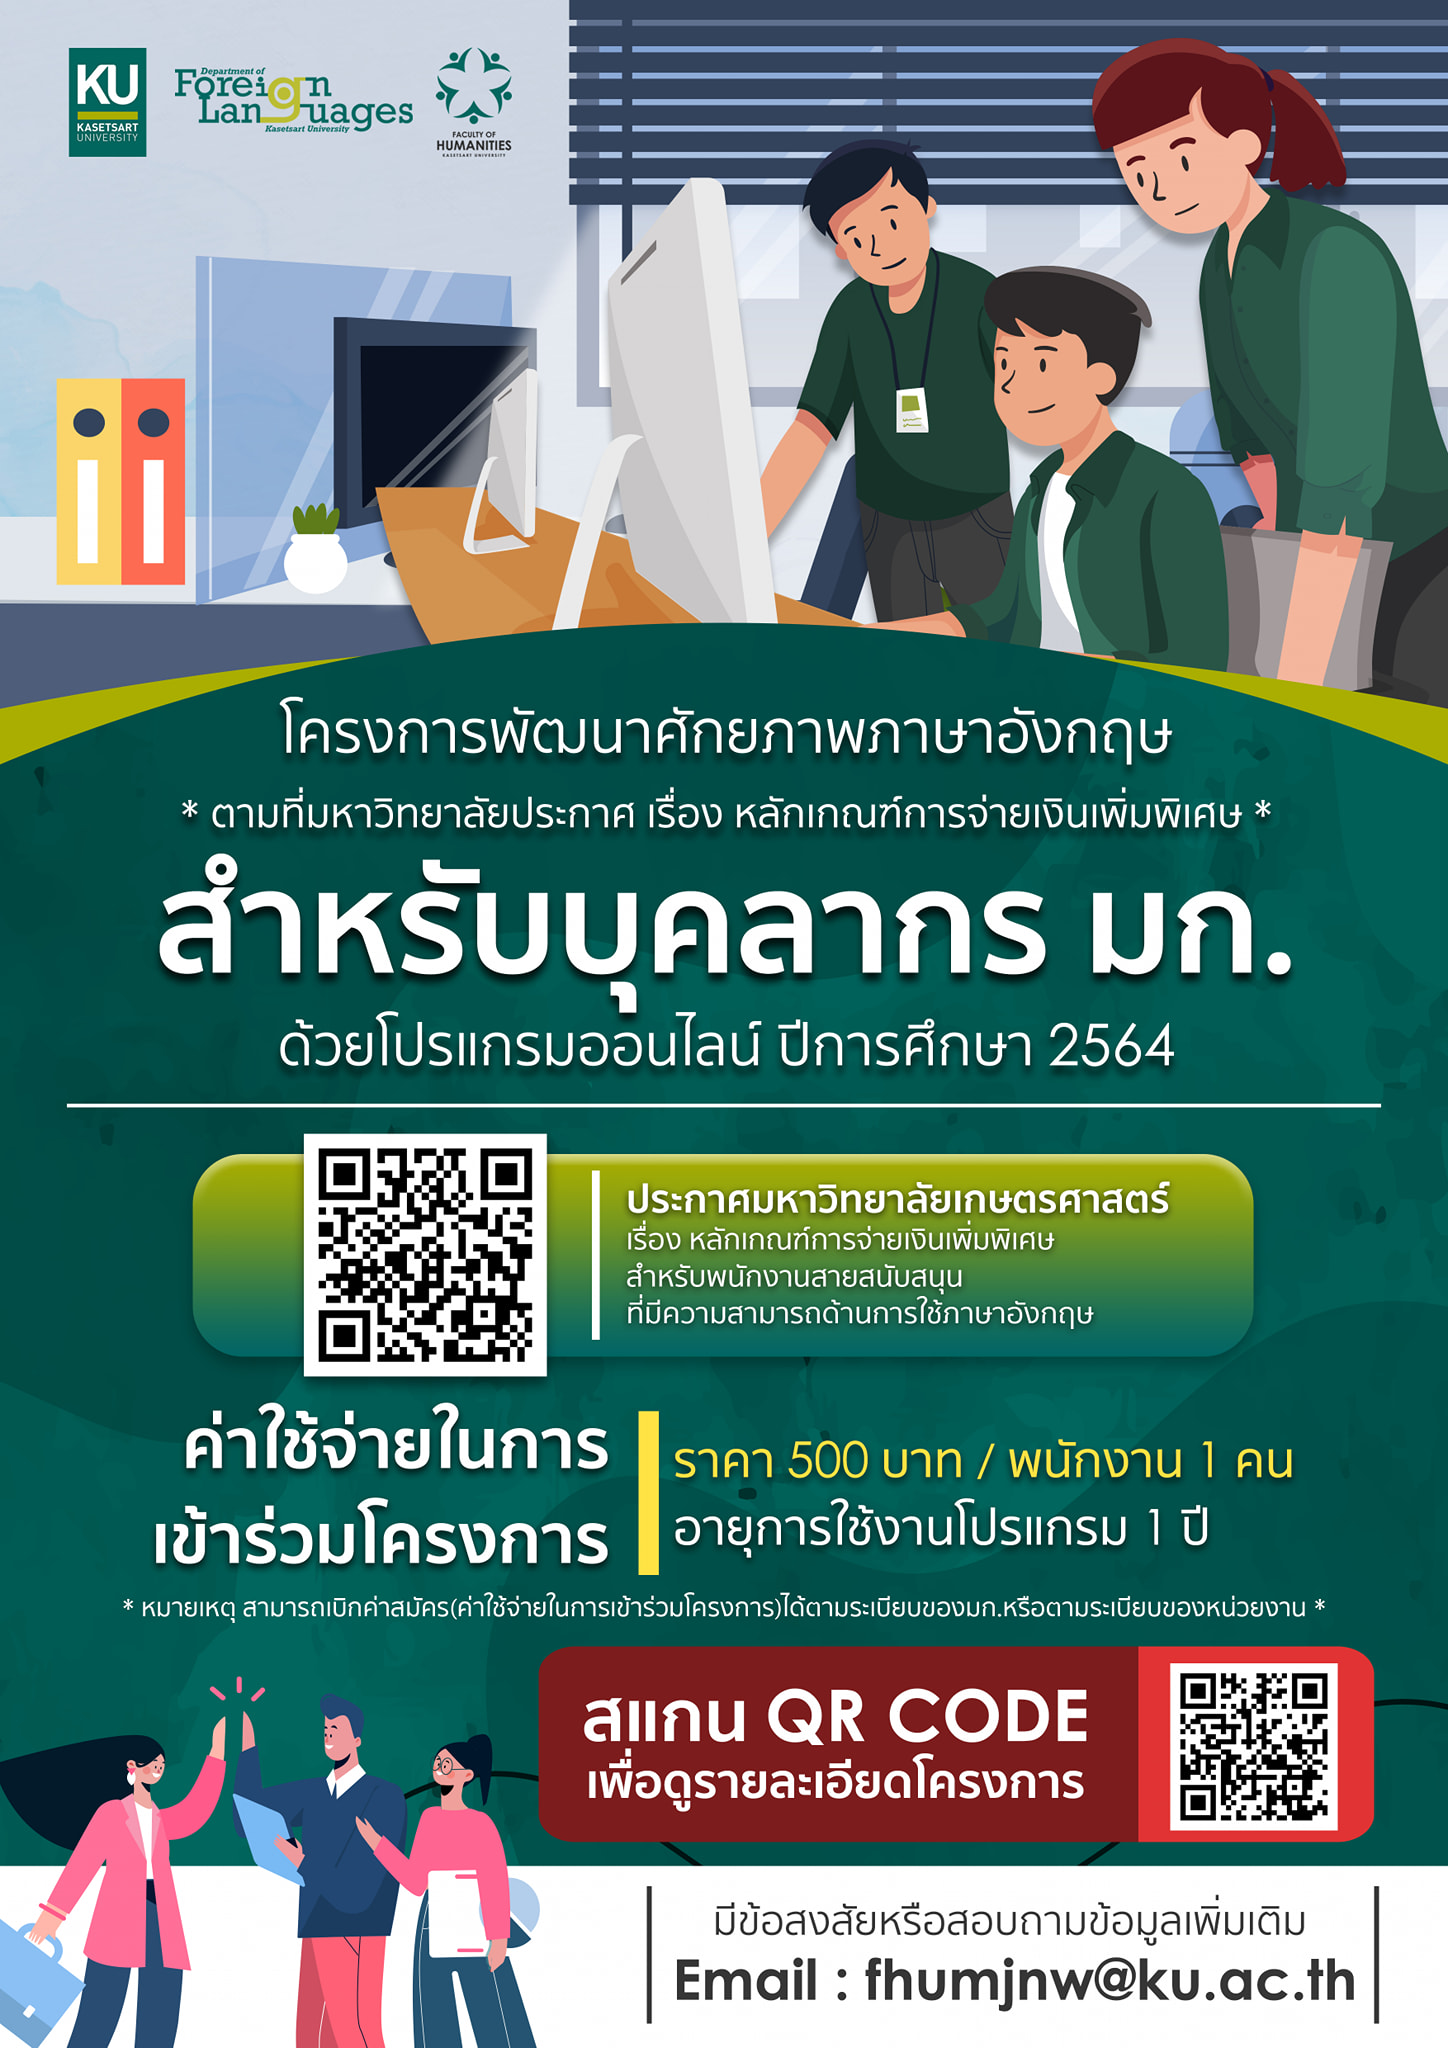 KU
KASETSART
UNIVERSITY
Department of
Foreign
Languages
Kasetsart University
FACULTY OF
HUMANITIES
KASETSART UNIVERSITY
โครงการพัฒนาศักยภาพภาษาอังกฤษ
* ตามที่มหาวิทยาลัยประกาศ เรื่อง หลักเกณฑ์การจ่ายเงินเพิ่มพิเศษ *
สำหรับบุคลากร มก.
ด้วยโปรแกรมออนไลน์ ปีการศึกษา 2564
ประกาศมหาวิทยาลัยเกษตรศาสตร์
เรื่อง หลักเกณฑ์การจ่ายเงินเพิ่มพิเศษ
สำหรับพนักงานสายสนับสนุน
ที่มีความสามารถด้านการใช้ภาษาอังกฤษ
ค่าใช้จ่ายในการ
เข้าร่วมโครงการ
ราคา 500 บาท / พนักงาน 1 คน
อายุการใช้งานโปรแกรม 1 ปี
* หมายเหตุ สามารถเบิกค่าสมัคร(ค่าใช้จ่ายในการเข้าร่วมโครงการ)ได้ตามระเบียบของมก.หรือตามระเบียบของหน่วยงาน *
สแกน QR CODE
เพื่อดูรายละเอียดโครงการ
มีข้อสงสัยหรือสอบถามข้อมูลเพิ่มเติม
Email : fhumjnw@ku.ac.th